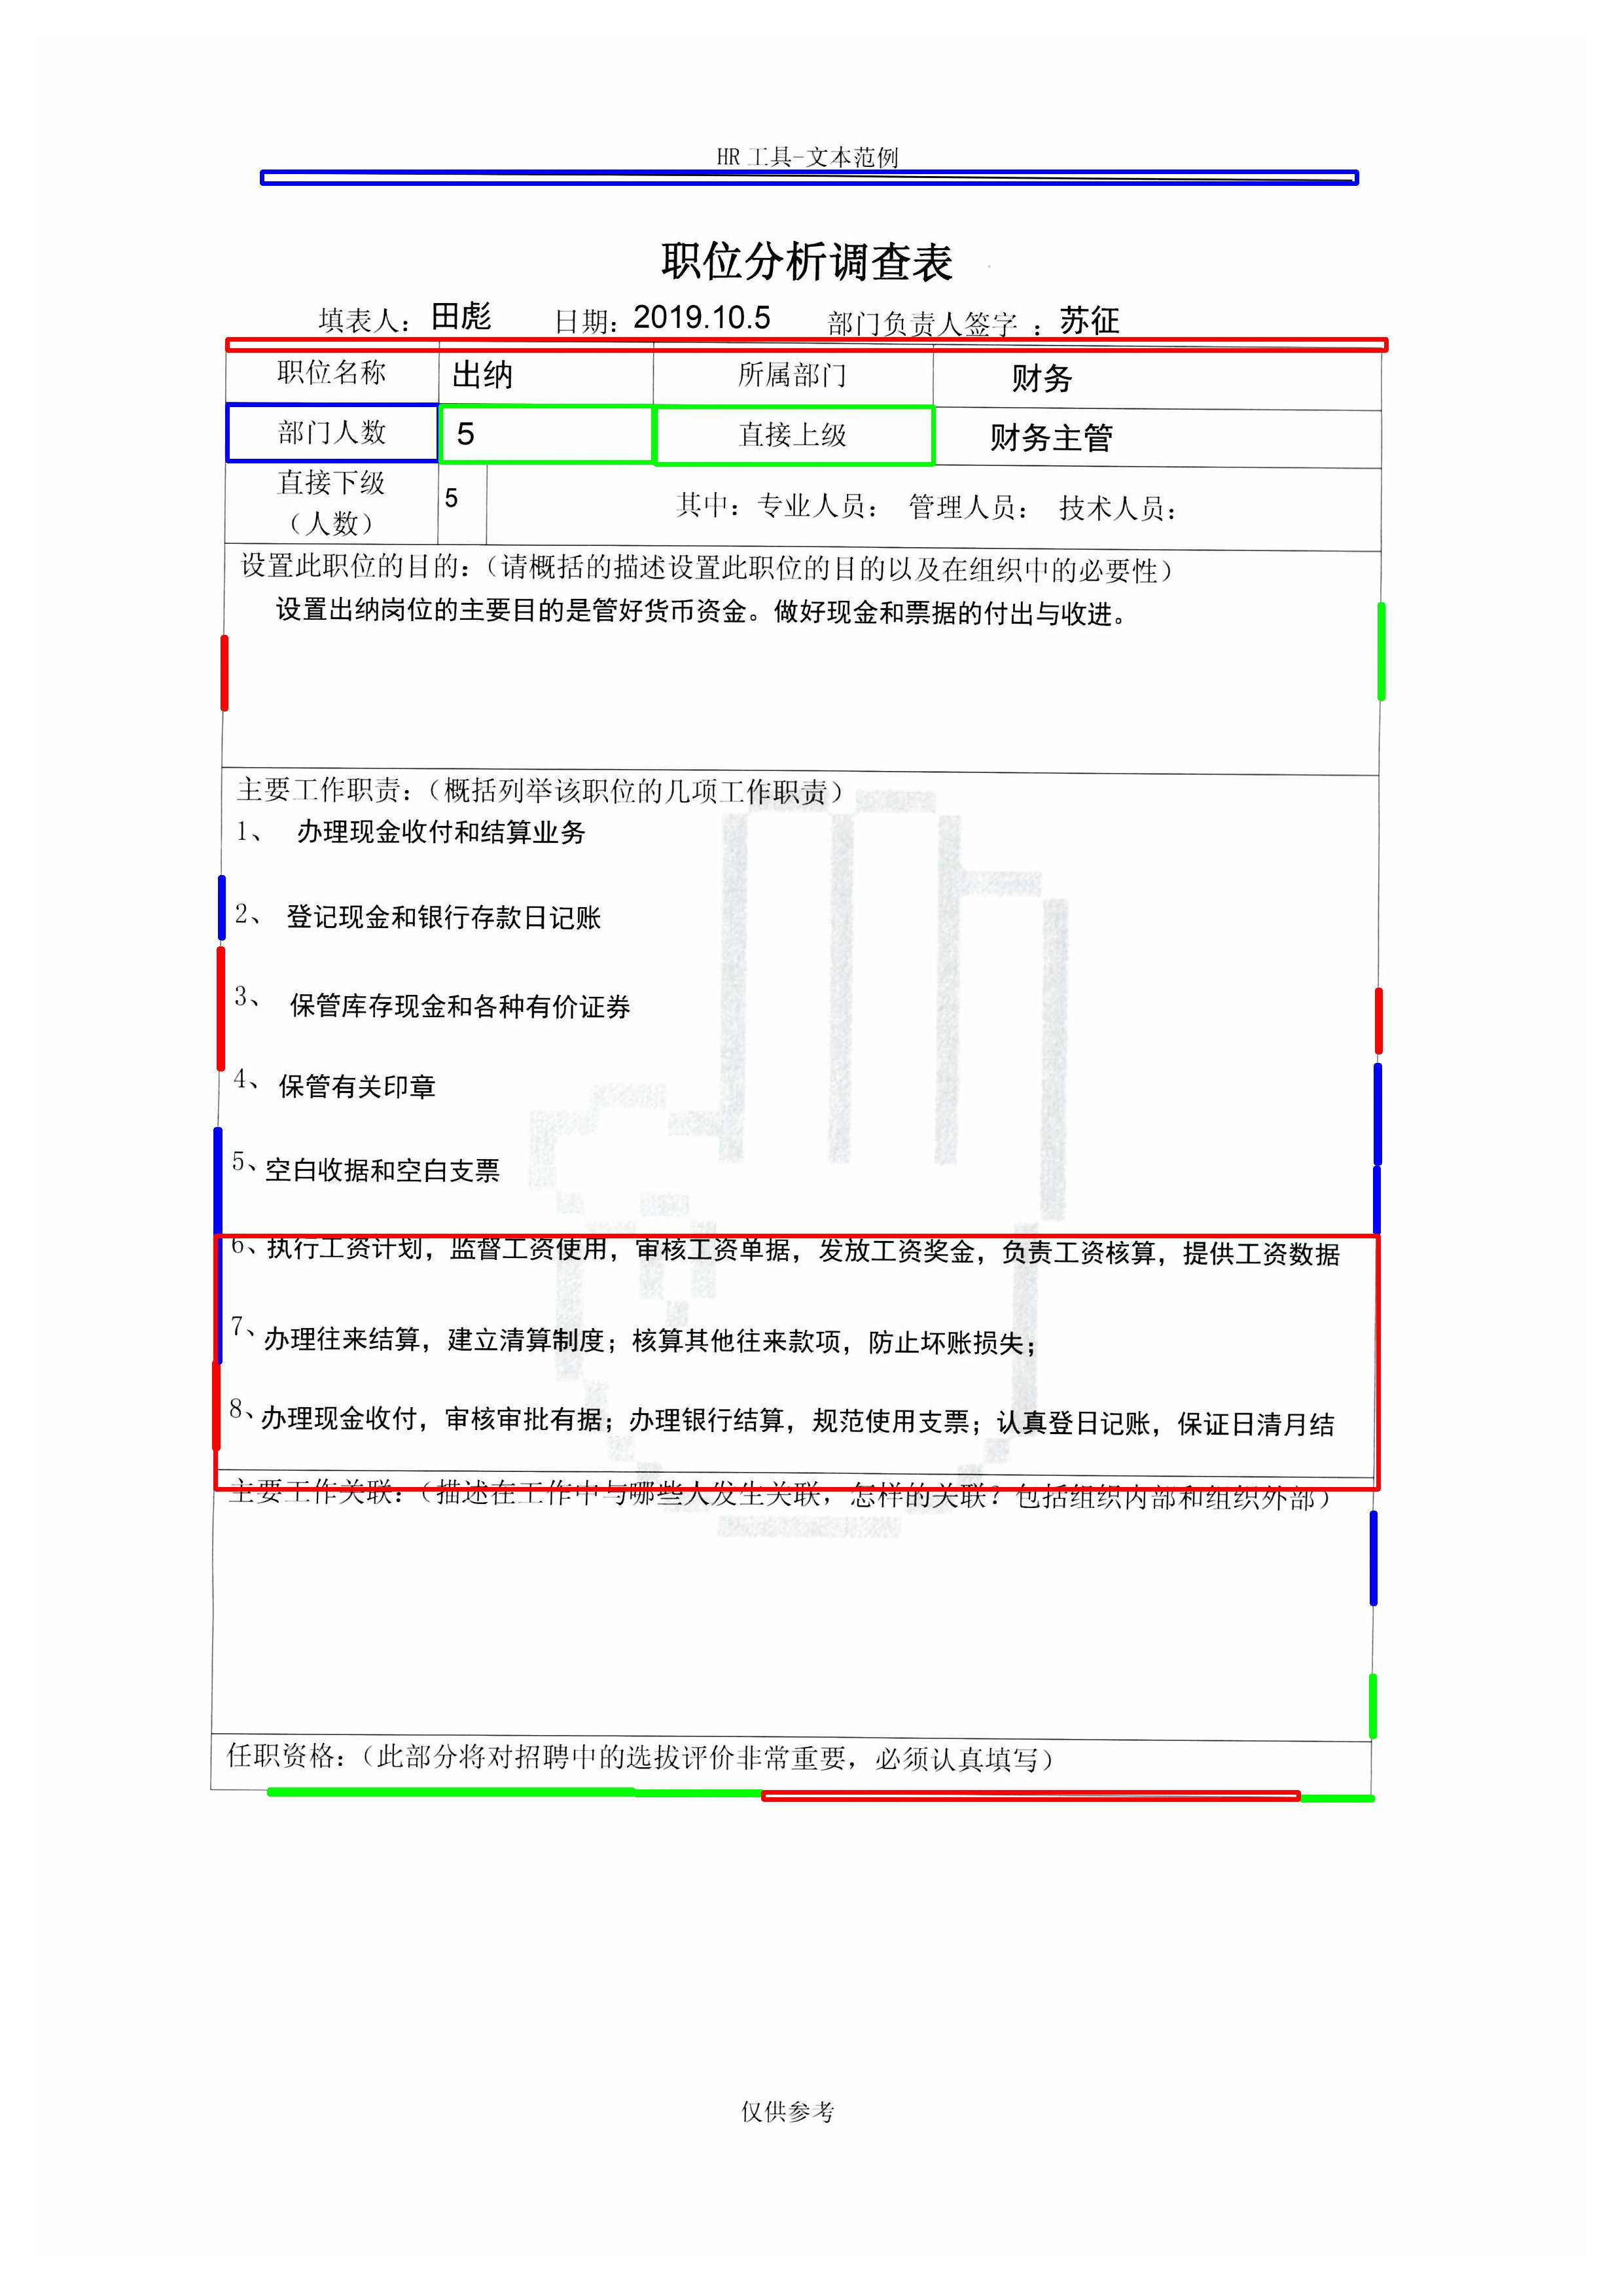 HR 工具-文本范例
职位分析调查表
填表人：田彪 日期：2019.10.5 部门负责人签字 ：苏征
职位名称 出纳 所属部门 财务
部门人数 5 直接上级 财务主管
直接下级
（人数） 5 其中：专业人员： 管理人员： 技术人员：
设置此职位的目的：（请概括的描述设置此职位的目的以及在组织中的必要性）
设置出纳岗位的主要目的是管好货币资金。做好现金和票据的付出与收进。
主要工作职责：（概括列举该职位的几项工作职责）
1、 办理现金收付和结算业务
2、 登记现金和银行存款日记账
3、 保管库存现金和各种有价证券
4、 保管有关印章
5、空白收据和空白支票
6、执行工资计划，监督工资使用，审核工资单据，发放工资奖金，负责工资核算，提供工资数据
7、办理往来结算，建立清算制度；核算其他往来款项，防止坏账损失；
8、办理现金收付，审核审批有据；办理银行结算，规范使用支票；认真登日记账，保证日清月结
主要工作关联：（描述在工作中与哪些人发生关联，怎样的关联？包括组织内部和组织外部）
任职资格：（此部分将对招聘中的选拔评价非常重要，必须认真填写）
仅供参考